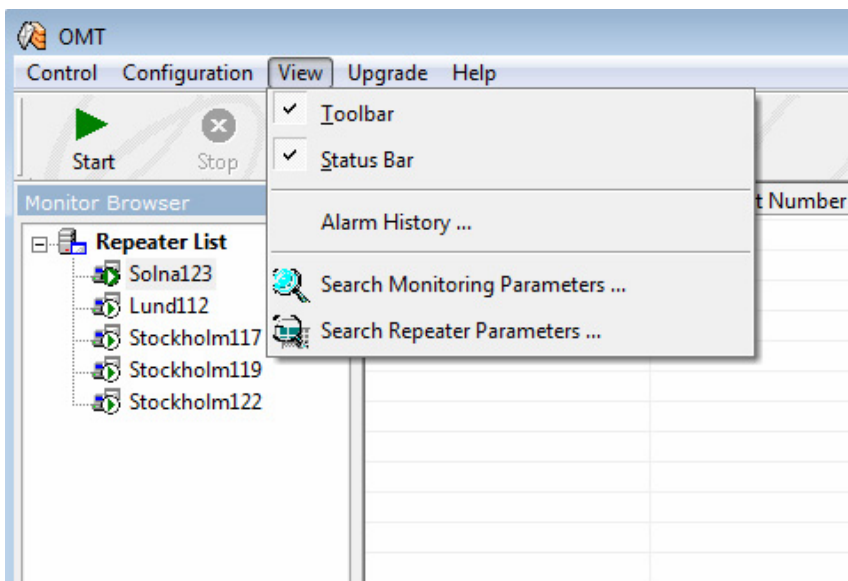 OMT
Control Configuration View Upgrade Help
Toolbar
Status Bar
Alarm History ...
Search Monitoring Parameters ...
Search Repeater Parameters ...
Start Stop
Monitor Browser
t Number
Repeater List
Solna123
Lund112
Stockholm117
Stockholm119
Stockholm122